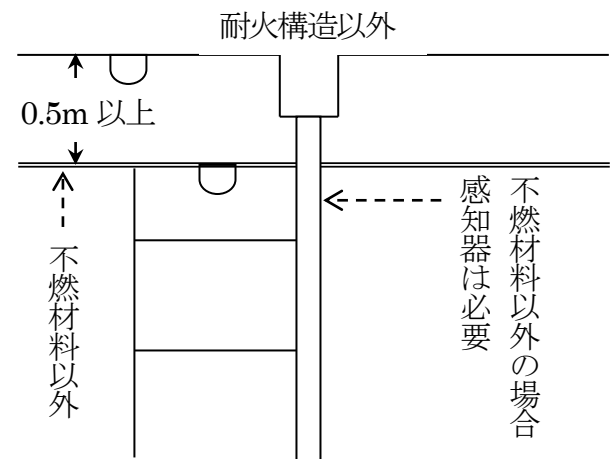 耐火構造以外
0.5m 以上
不燃材料以外
不燃材料以外の場合
感知器は必要